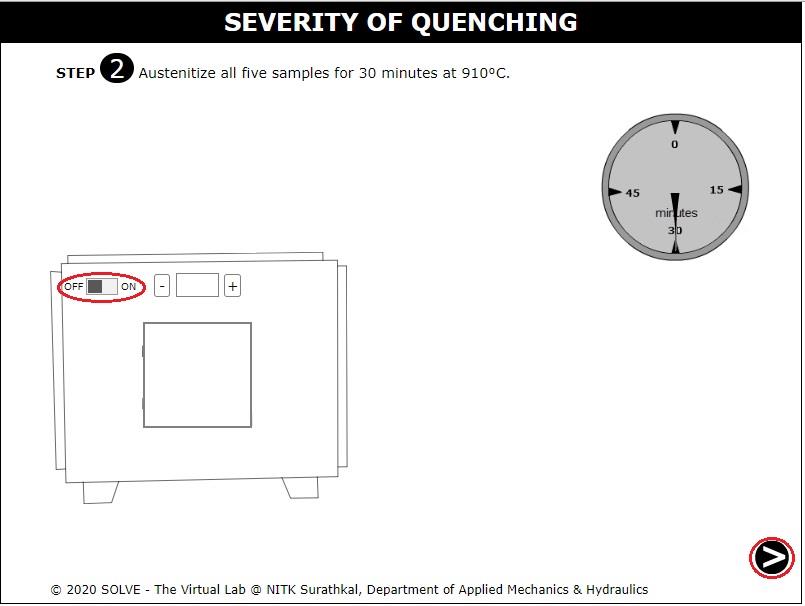 SEVERITY OF QUENCHING
STEP 2 Austenitize all five samples for 30 minutes at 910°C.
0
45 15
minutes
30
OFF ON - +
>
© 2020 SOLVE - The Virtual Lab @ NITK Surathkal, Department of Applied Mechanics & Hydraulics